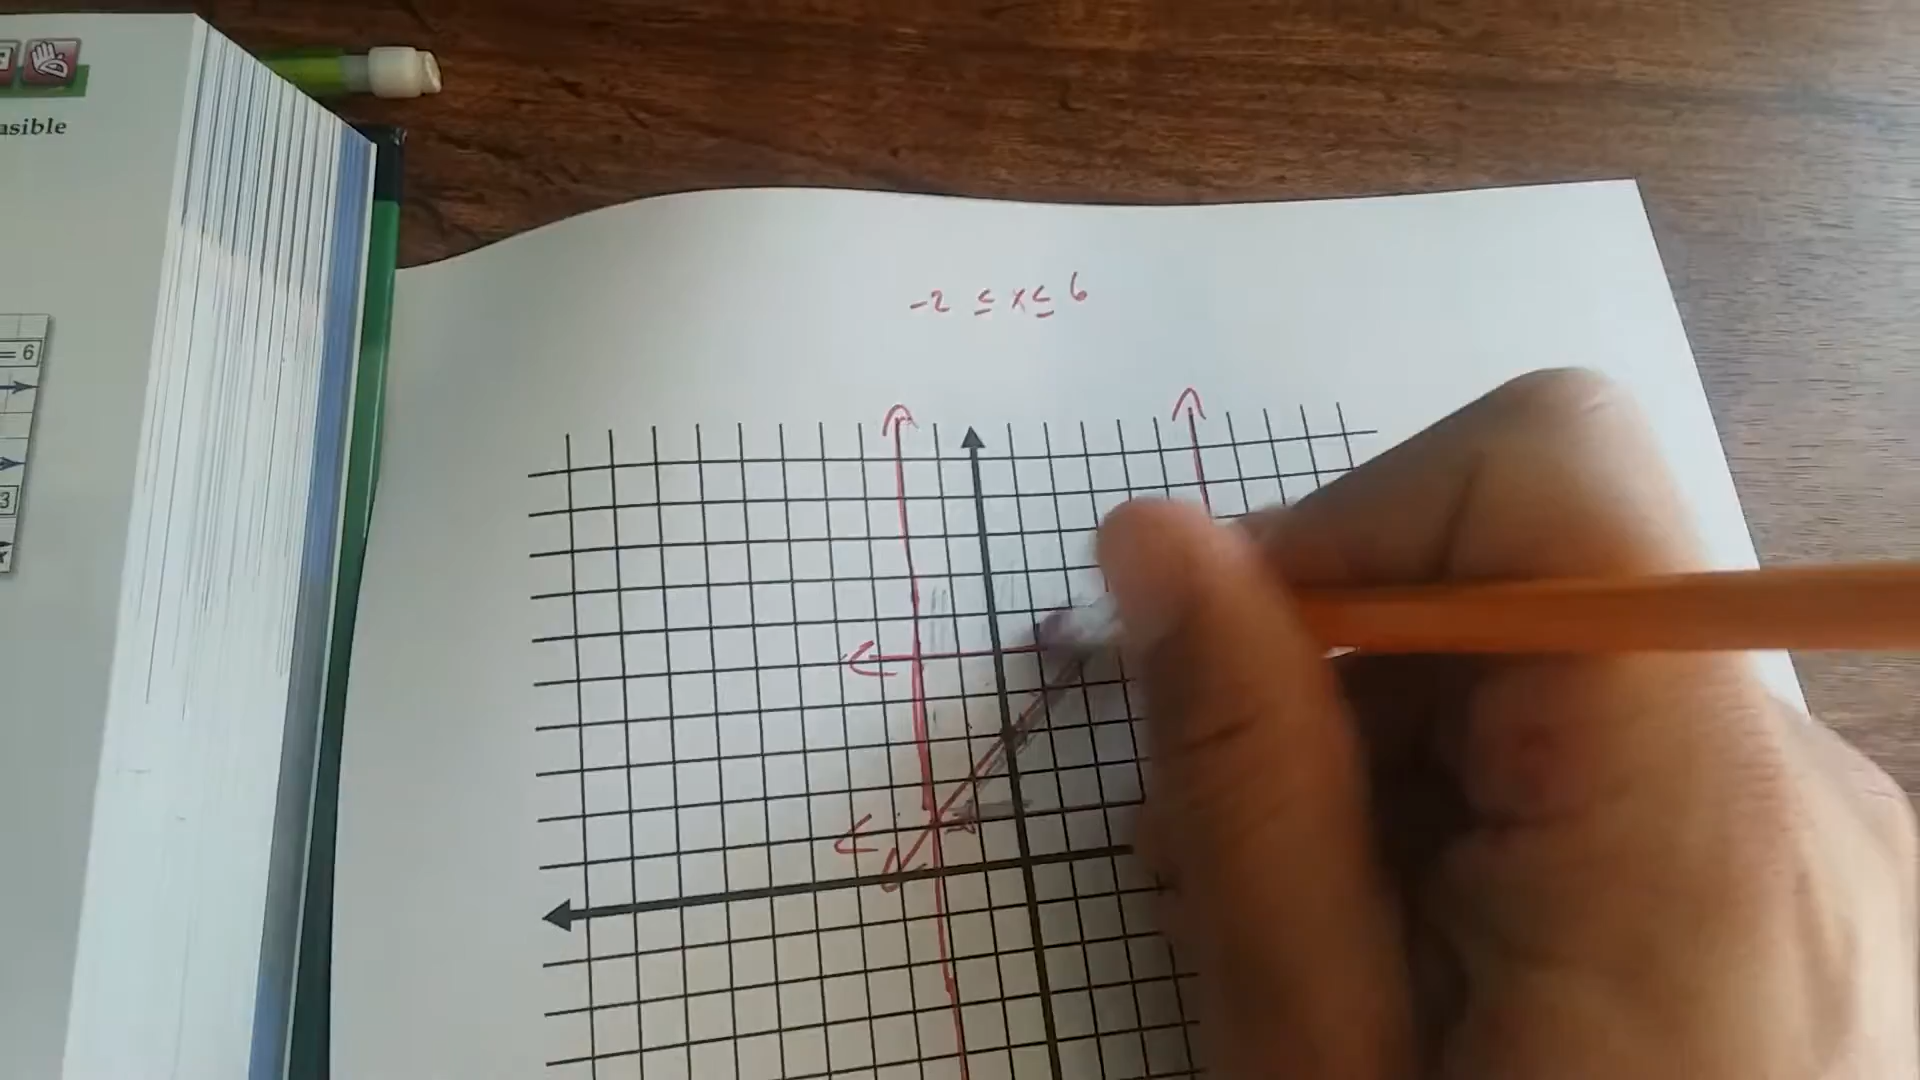 asible
= 6
3
x
-2 ≤ x ≤ 6